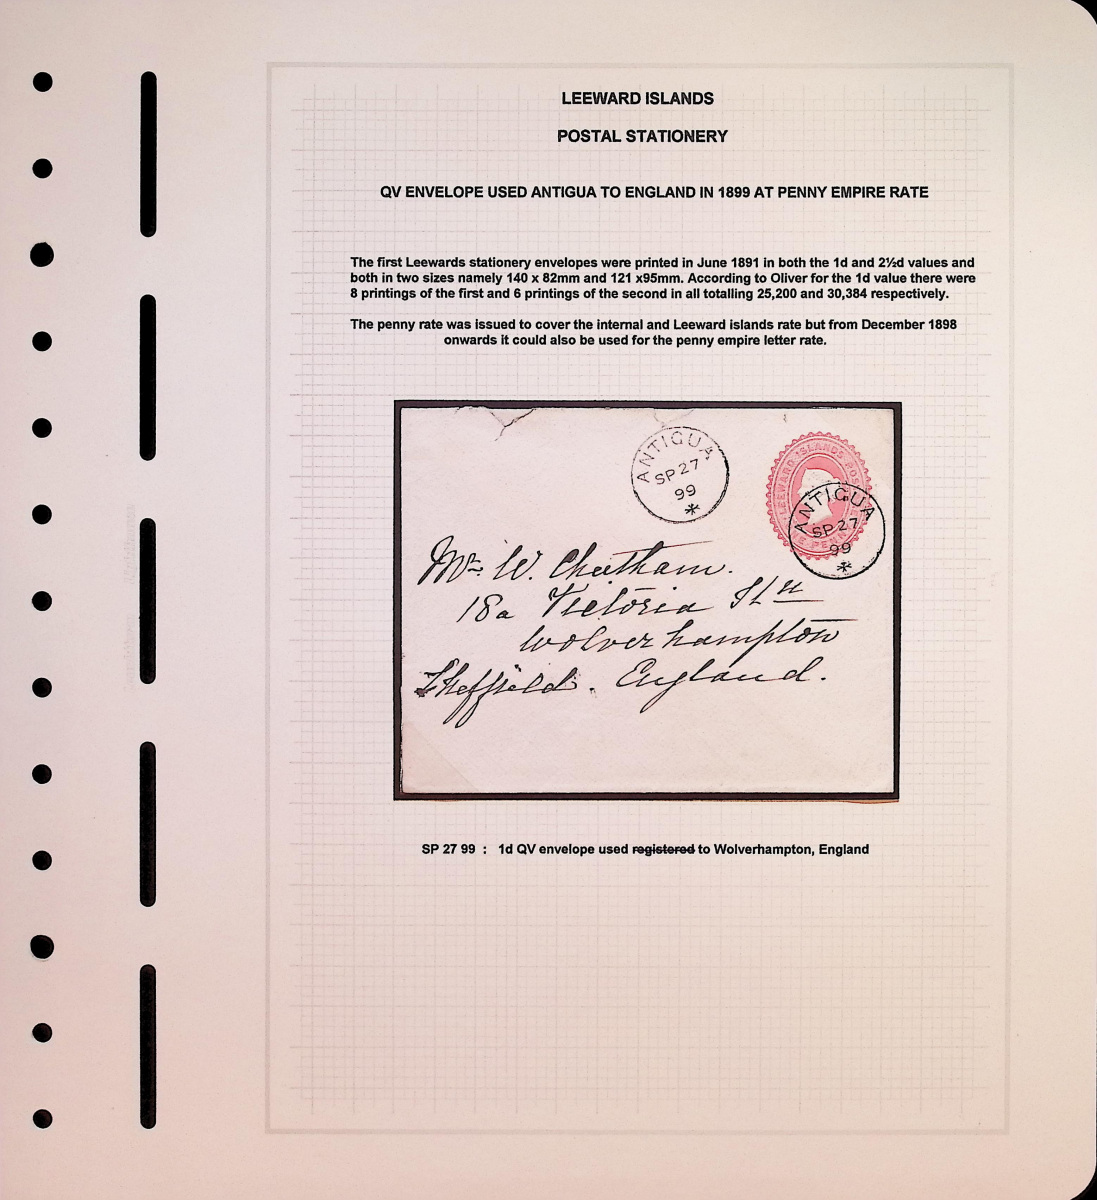 LEEWARD ISLANDS
POSTAL STATIONERY
QV ENVELOPE USED ANTIGUA TO ENGLAND IN 1899 AT PENNY EMPIRE RATE
The first Leewards stationery envelopes were printed in June 1891 in both the 1d and 2½d values and
both in two sizes namely 140 x 82mm and 121 x95mm. According to Oliver for the 1d value there were
8 printings of the first and 6 printings of the second in all totalling 25,200 and 30,384 respectively.
The penny rate was issued to cover the internal and Leeward islands rate but from December 1898
onwards it could also be used for the penny empire letter rate.
ANTIGUA
SP 27
99
LEEWARD ISLANDS POS
PENNY
ANTIGUA
SP 27
99
Mr. W. Cheetham.
18a Victoria St
Wolverhampton
Sheffield. England.
SP 27 99 : 1d QV envelope used registered to Wolverhampton, England